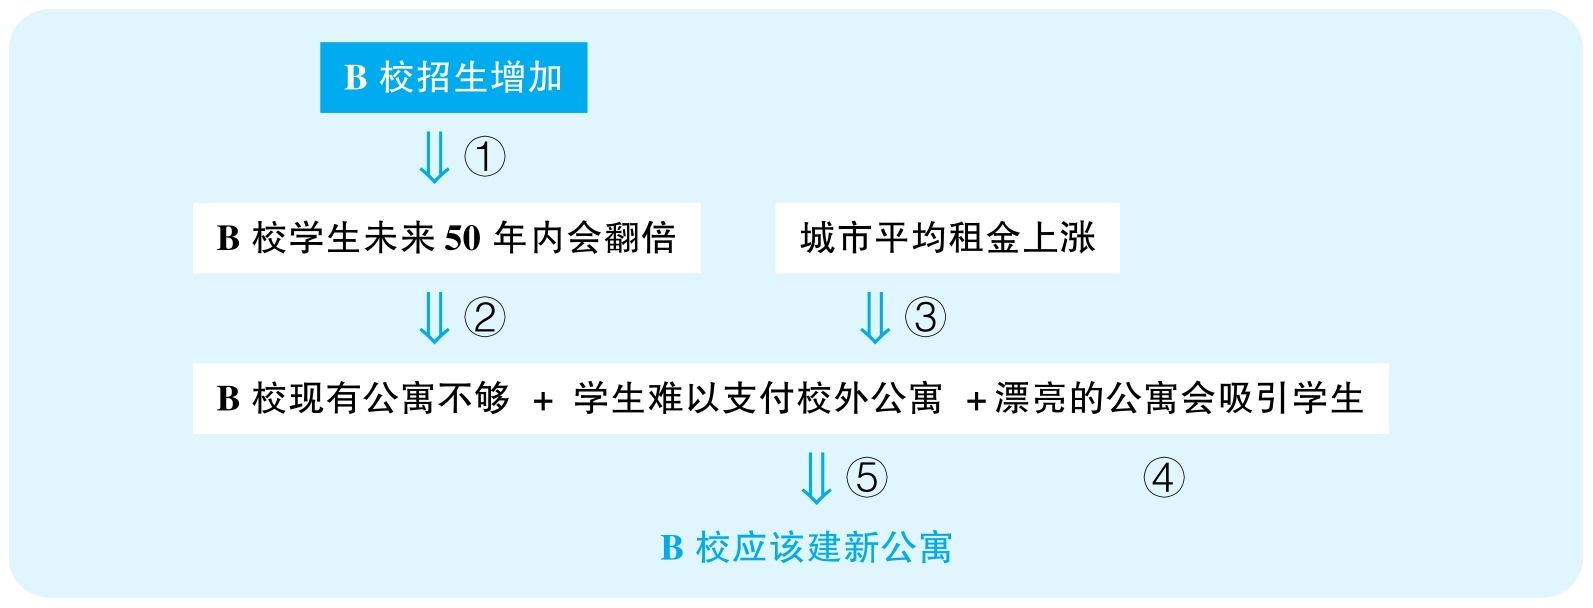 B 校招生增加
⇓ ①
B 校学生未来 50 年内会翻倍 城市平均租金上涨
⇓ ② ⇓ ③
B 校现有公寓不够 + 学生难以支付校外公寓 +漂亮的公寓会吸引学生
⇓ ⑤ ④
B 校应该建新公寓